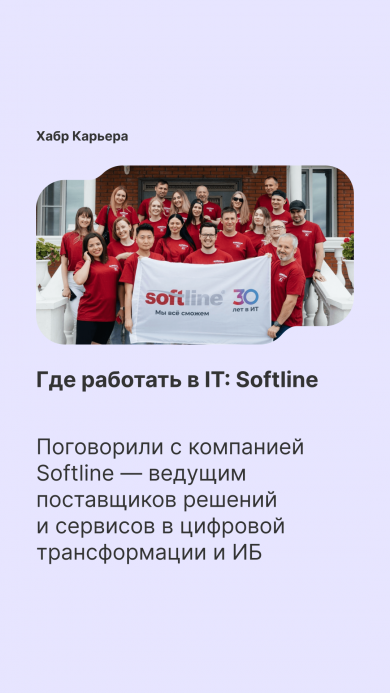 Хабр Карьера
softline®
30
лет в ИТ
Мы всё сможем
Где работать в IT: Softline
Поговорили с компанией
Softline — ведущим
поставщиков решений
и сервисов в цифровой
трансформации и ИБ